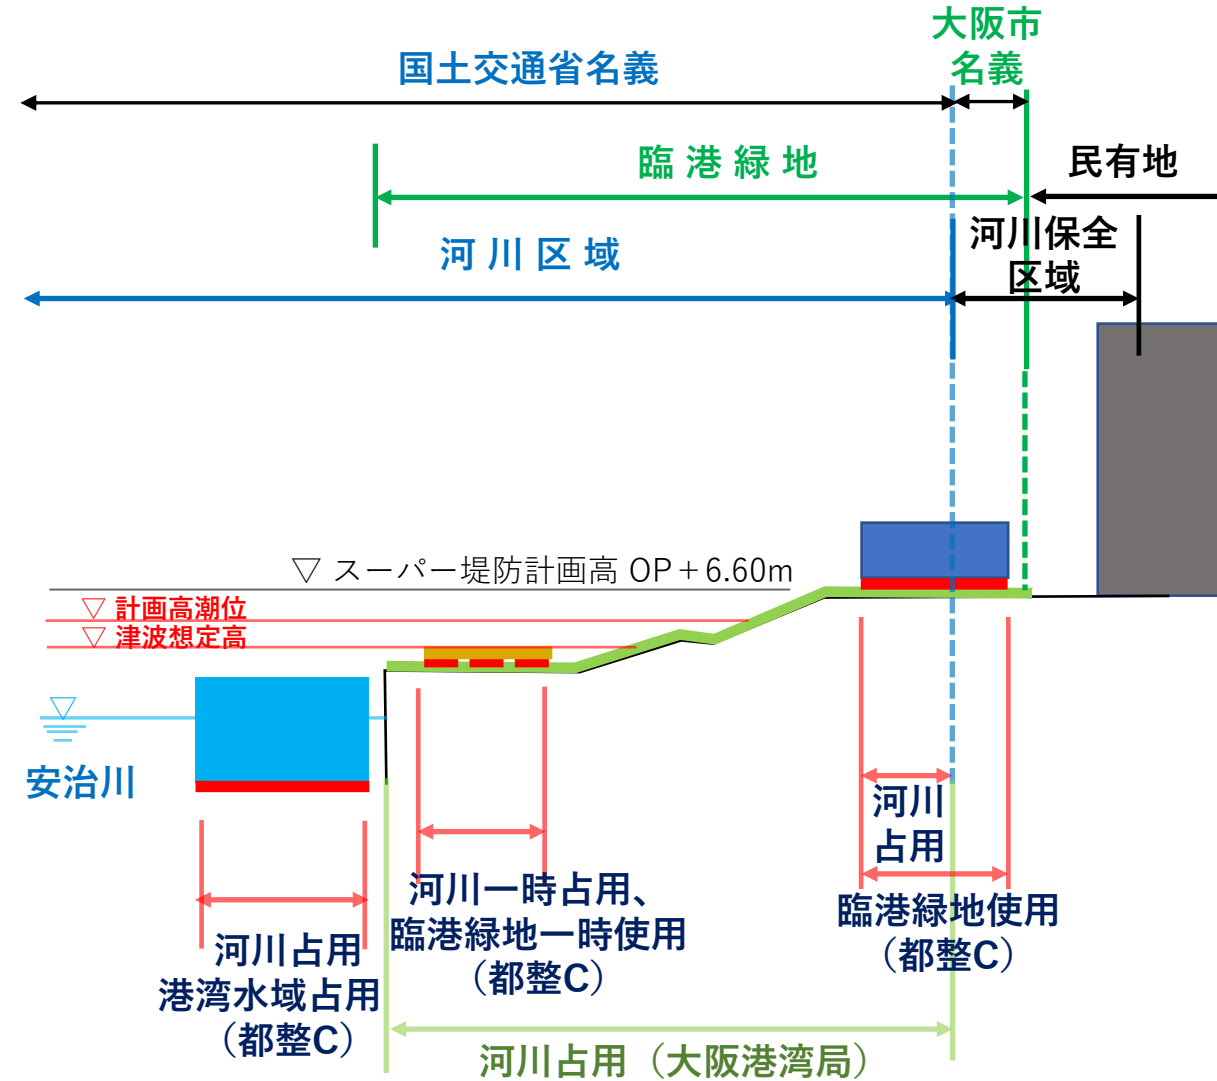 大阪市
名義
国土交通省名義
臨 港 緑 地
民有地
河川保全
区域
河 川 区 域
▽ スーパー堤防計画高 OP＋6.60m
▽ 計画高潮位
▽ 津波想定高
▽
安治川
河川
占用
河川一時占用、
臨港緑地一時使用
（都整C）
臨港緑地使用
（都整C）
河川占用
港湾水域占用
（都整C）
河川占用（大阪港湾局）